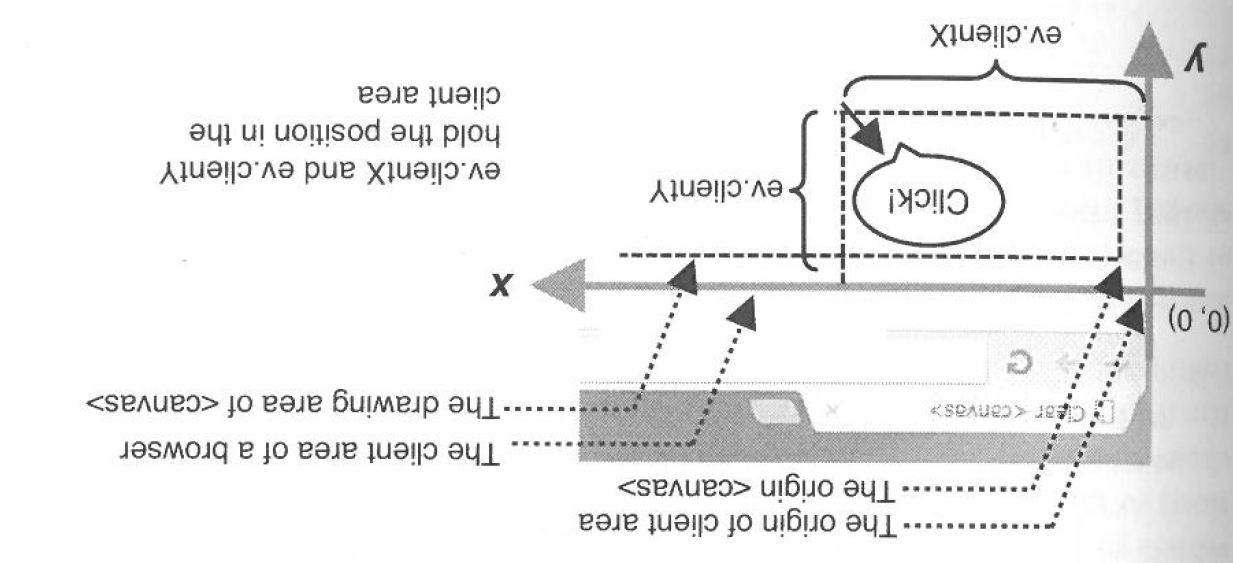 The origin of client area
The origin <canvas>
Clear <canvas>
×
The client area of a browser
The drawing area of <canvas>
(0, 0)
x
Click!
ev.clientY
ev.clientX and ev.clientY
hold the position in the
client area
ev.clientX
y